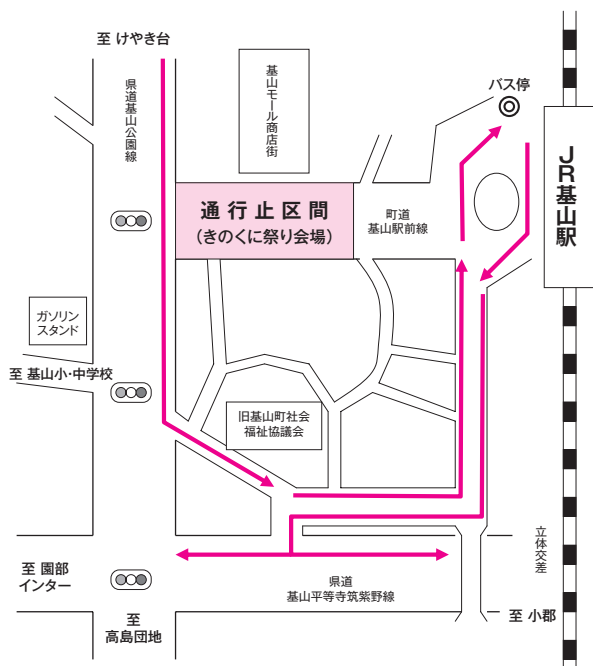 至 けやき台
県道基山公園線
基山モール商店街
バス停
JR基山駅
通行止区間
(きのくに祭り会場)
町道
基山駅前線
ガソリン
スタンド
至 基山小・中学校
旧基山町社会
福祉協議会
立体交差
至 園部
インター
県道
基山平等寺筑紫野線
至 小郡
至
高島団地